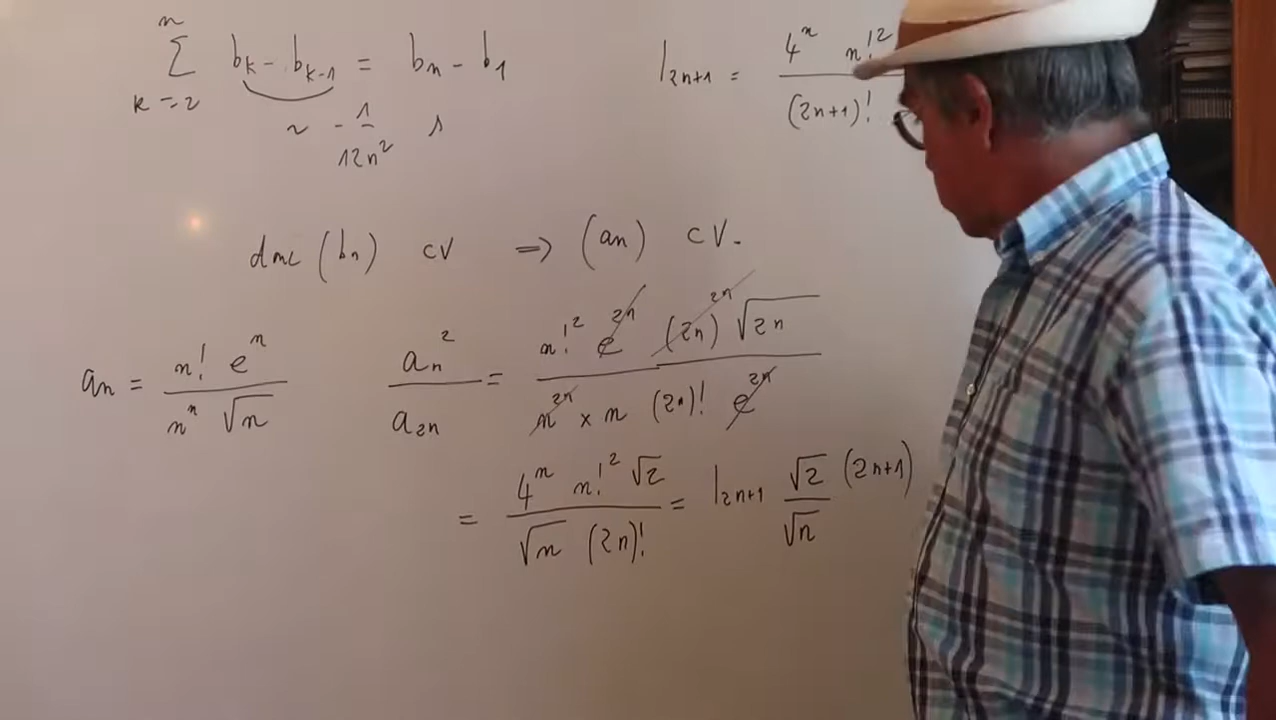 n
∑ b_k - b_{k-1} = b_n - b_1
k=2
~ - 1/12n² s
I_{2n+1} = 4^n n!² / (2n+1)!
dmc (b_n) CV ⇒ (a_n) CV.
a_n = n! e^n / n^n √n
a_n² / a_{2n} = n!² e^{2n} (2n)^{2n} √2n / n^{2n} × n (2n)! e^{2n}
= 4^n n!² √2 / √n (2n)! = I_{2n+1} √2/√n (2n+1)